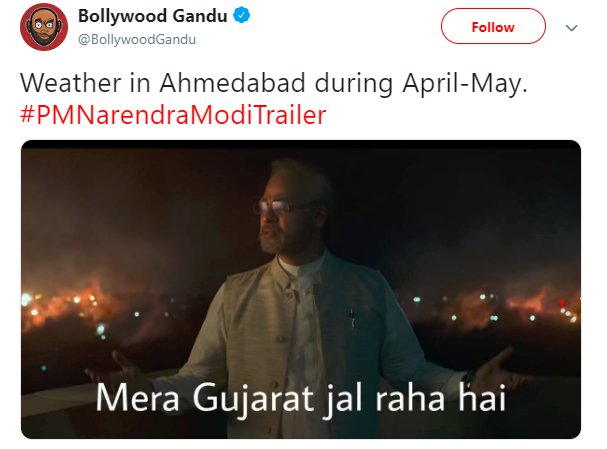 Bollywood Gandu
@BollywoodGandu
Follow
Weather in Ahmedabad during April-May.
#PMNarendraModiTrailer
Mera Gujarat jal raha hai